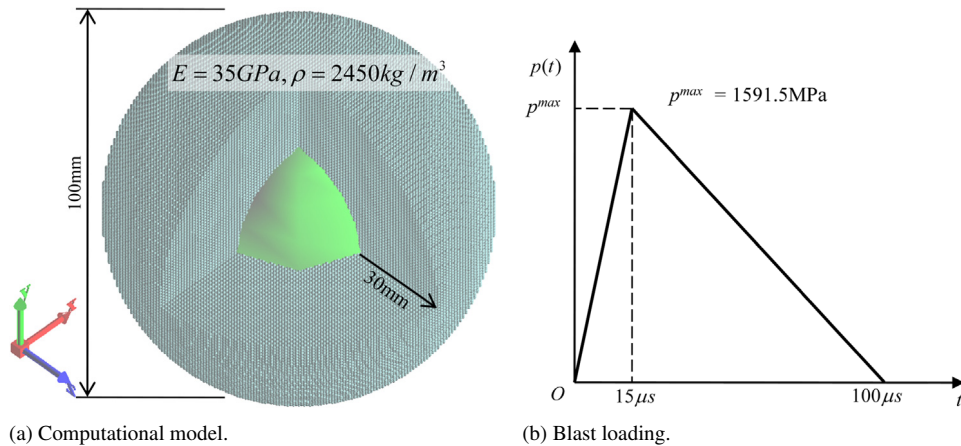 E = 35GPa, ρ = 2450kg / m³
100mm
30mm
(a) Computational model.
p(t)
p^max
p^max = 1591.5MPa
O
15μs
100μs
t
(b) Blast loading.